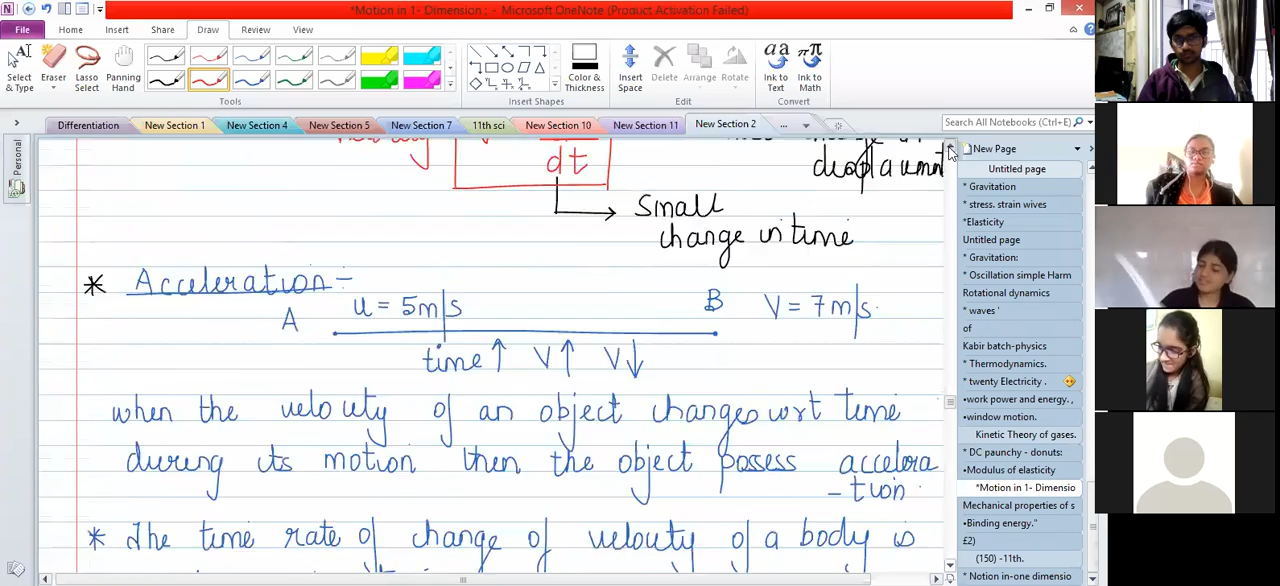 *Motion in 1- Dimension : - Microsoft OneNote (Product Activation Failed)
File Home Insert Share Draw Review View
Select & Type
Eraser
Lasso Select
Panning Hand
Color & Thickness
Insert Space
Delete
Arrange
Rotate
Ink to Text
Ink to Math
Tools
Insert Shapes
Edit
Convert
Differentiation New Section 1 New Section 4 New Section 5 New Section 7 11th sci New Section 10 New Section 11 New Section 2 ...
Search All Notebooks (Ctrl+E)
Personal
dt
Small
change in time
* Acceleration :-
A u = 5m/s B V = 7m/s.
time ↑ V ↑ V ↓
when the velocity of an object changes wrt time
during its motion then the object possess accelera
-tion.
* The time rate of change of velocity of a body is
New Page
Untitled page
* Gravitation
* stress. strain wives
*Elasticity
Untitled page
* Gravitation:
* Oscillation simple Harm
Rotational dynamics
* waves '
of
Kabir batch-physics
* Thermodynamics.
* twenty Electricity .
•work power and energy. ,
•window motion.
Kinetic Theory of gases.
* DC paunchy - donuts:
•Modulus of elasticity
*Motion in 1- Dimensio
Mechanical properties of s
•Binding energy."
£2)
(150) -11th.
* Notion in-one dimensio